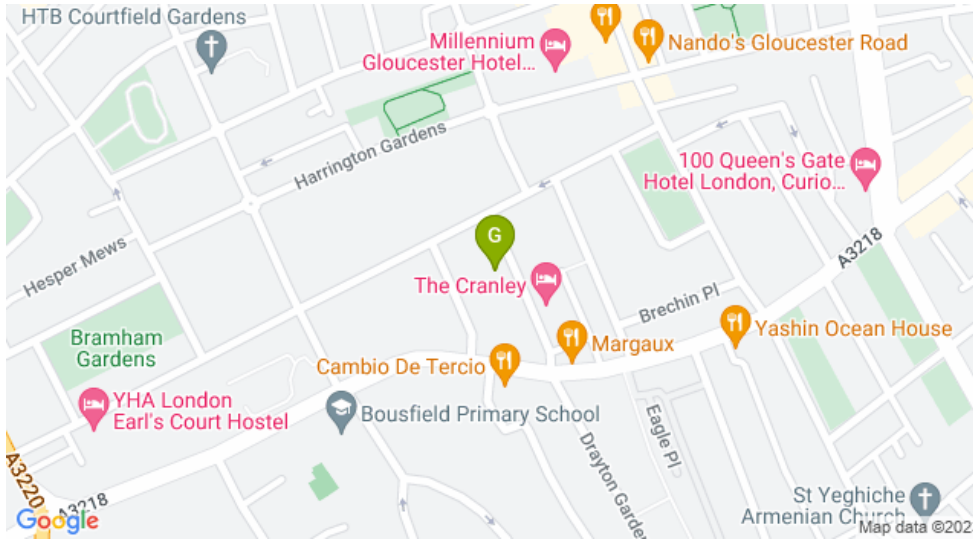 HTB Courtfield Gardens
Millennium
Gloucester Hotel...
Nando's Gloucester Road
Harrington Gardens
100 Queen's Gate
Hotel London, Curio...
Hesper Mews
G
A3218
The Cranley
Brechin Pl
Bramham
Gardens
Margaux
Yashin Ocean House
Cambio De Tercio
YHA London
Earl's Court Hostel
Bousfield Primary School
Eagle Pl
Drayton Garde
A3220
A3218
St Yeghiche
Armenian Church
Google
Map data ©202